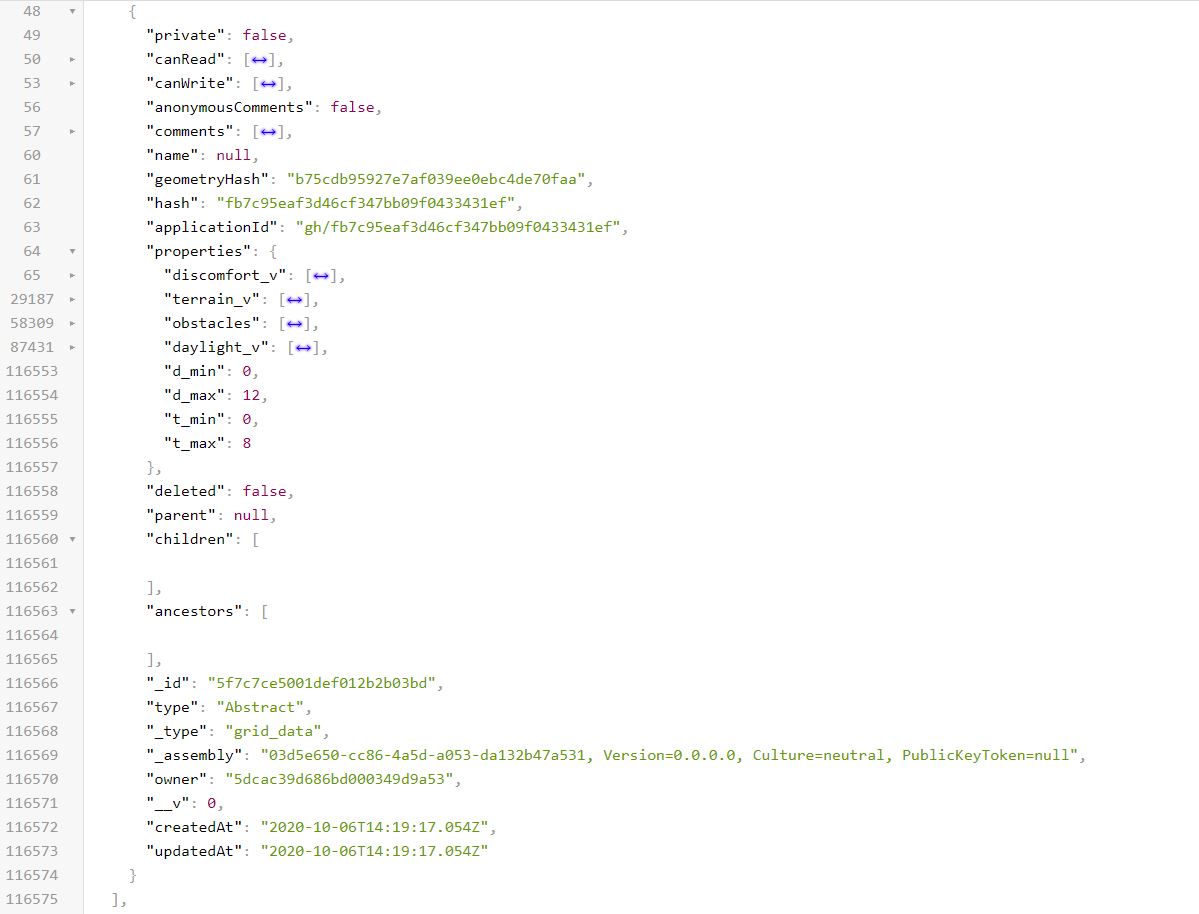 48 ▾ {
49 "private": false,
50 ▸ "canRead": [↔],
53 ▸ "canWrite": [↔],
56 "anonymousComments": false,
57 ▸ "comments": [↔],
60 "name": null,
61 "geometryHash": "b75cdb95927e7af039ee0ebc4de70faa",
62 "hash": "fb7c95eaf3d46cf347bb09f0433431ef",
63 "applicationId": "gh/fb7c95eaf3d46cf347bb09f0433431ef",
64 ▾ "properties": {
65 ▸ "discomfort_v": [↔],
29187 ▸ "terrain_v": [↔],
58309 ▸ "obstacles": [↔],
87431 ▸ "daylight_v": [↔],
116553 "d_min": 0,
116554 "d_max": 12,
116555 "t_min": 0,
116556 "t_max": 8
116557 },
116558 "deleted": false,
116559 "parent": null,
116560 ▾ "children": [
116561
116562 ],
116563 ▾ "ancestors": [
116564
116565 ],
116566 "_id": "5f7c7ce5001def012b2b03bd",
116567 "type": "Abstract",
116568 "_type": "grid_data",
116569 "_assembly": "03d5e650-cc86-4a5d-a053-da132b47a531, Version=0.0.0.0, Culture=neutral, PublicKeyToken=null",
116570 "owner": "5dcac39d686bd000349d9a53",
116571 "__v": 0,
116572 "createdAt": "2020-10-06T14:19:17.054Z",
116573 "updatedAt": "2020-10-06T14:19:17.054Z"
116574 }
116575 ],